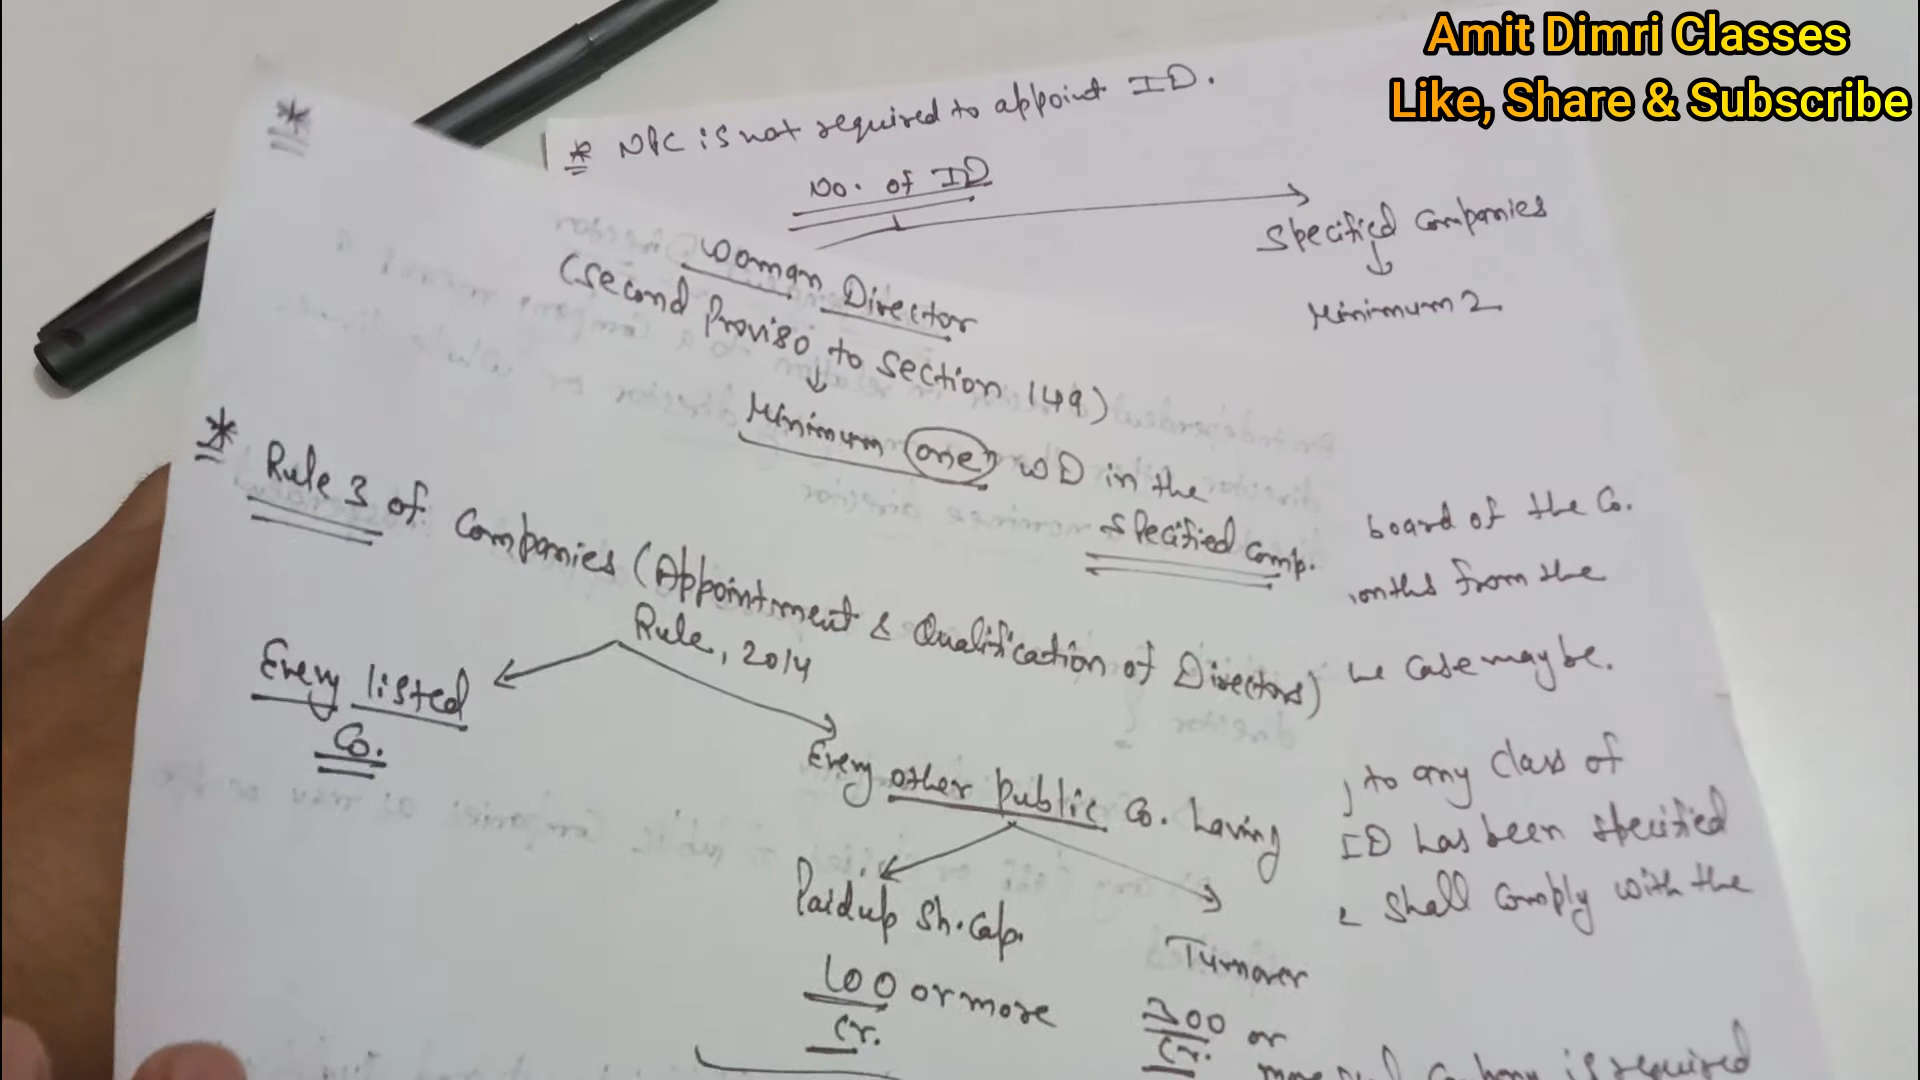 Amit Dimri Classes
Like, Share & Subscribe
* NPC is not required to appoint ID.
No. of ID
Specified Companies
Minimum 2
*
Woman Director
(Second Proviso to Section 149)
Minimum one WD in the
Specified Comp.
* Rule 3 of Companies (Appointment & Qualification of Directors)
Rule, 2014
Every listed
Co.
Every other public Co. having
Paidup Sh. Cap.
100 or more
Cr.
Turnover
300 or
Cr.
board of the Co.
from the
case may be.
to any class of
ID has been specified
shall comply with the
is required